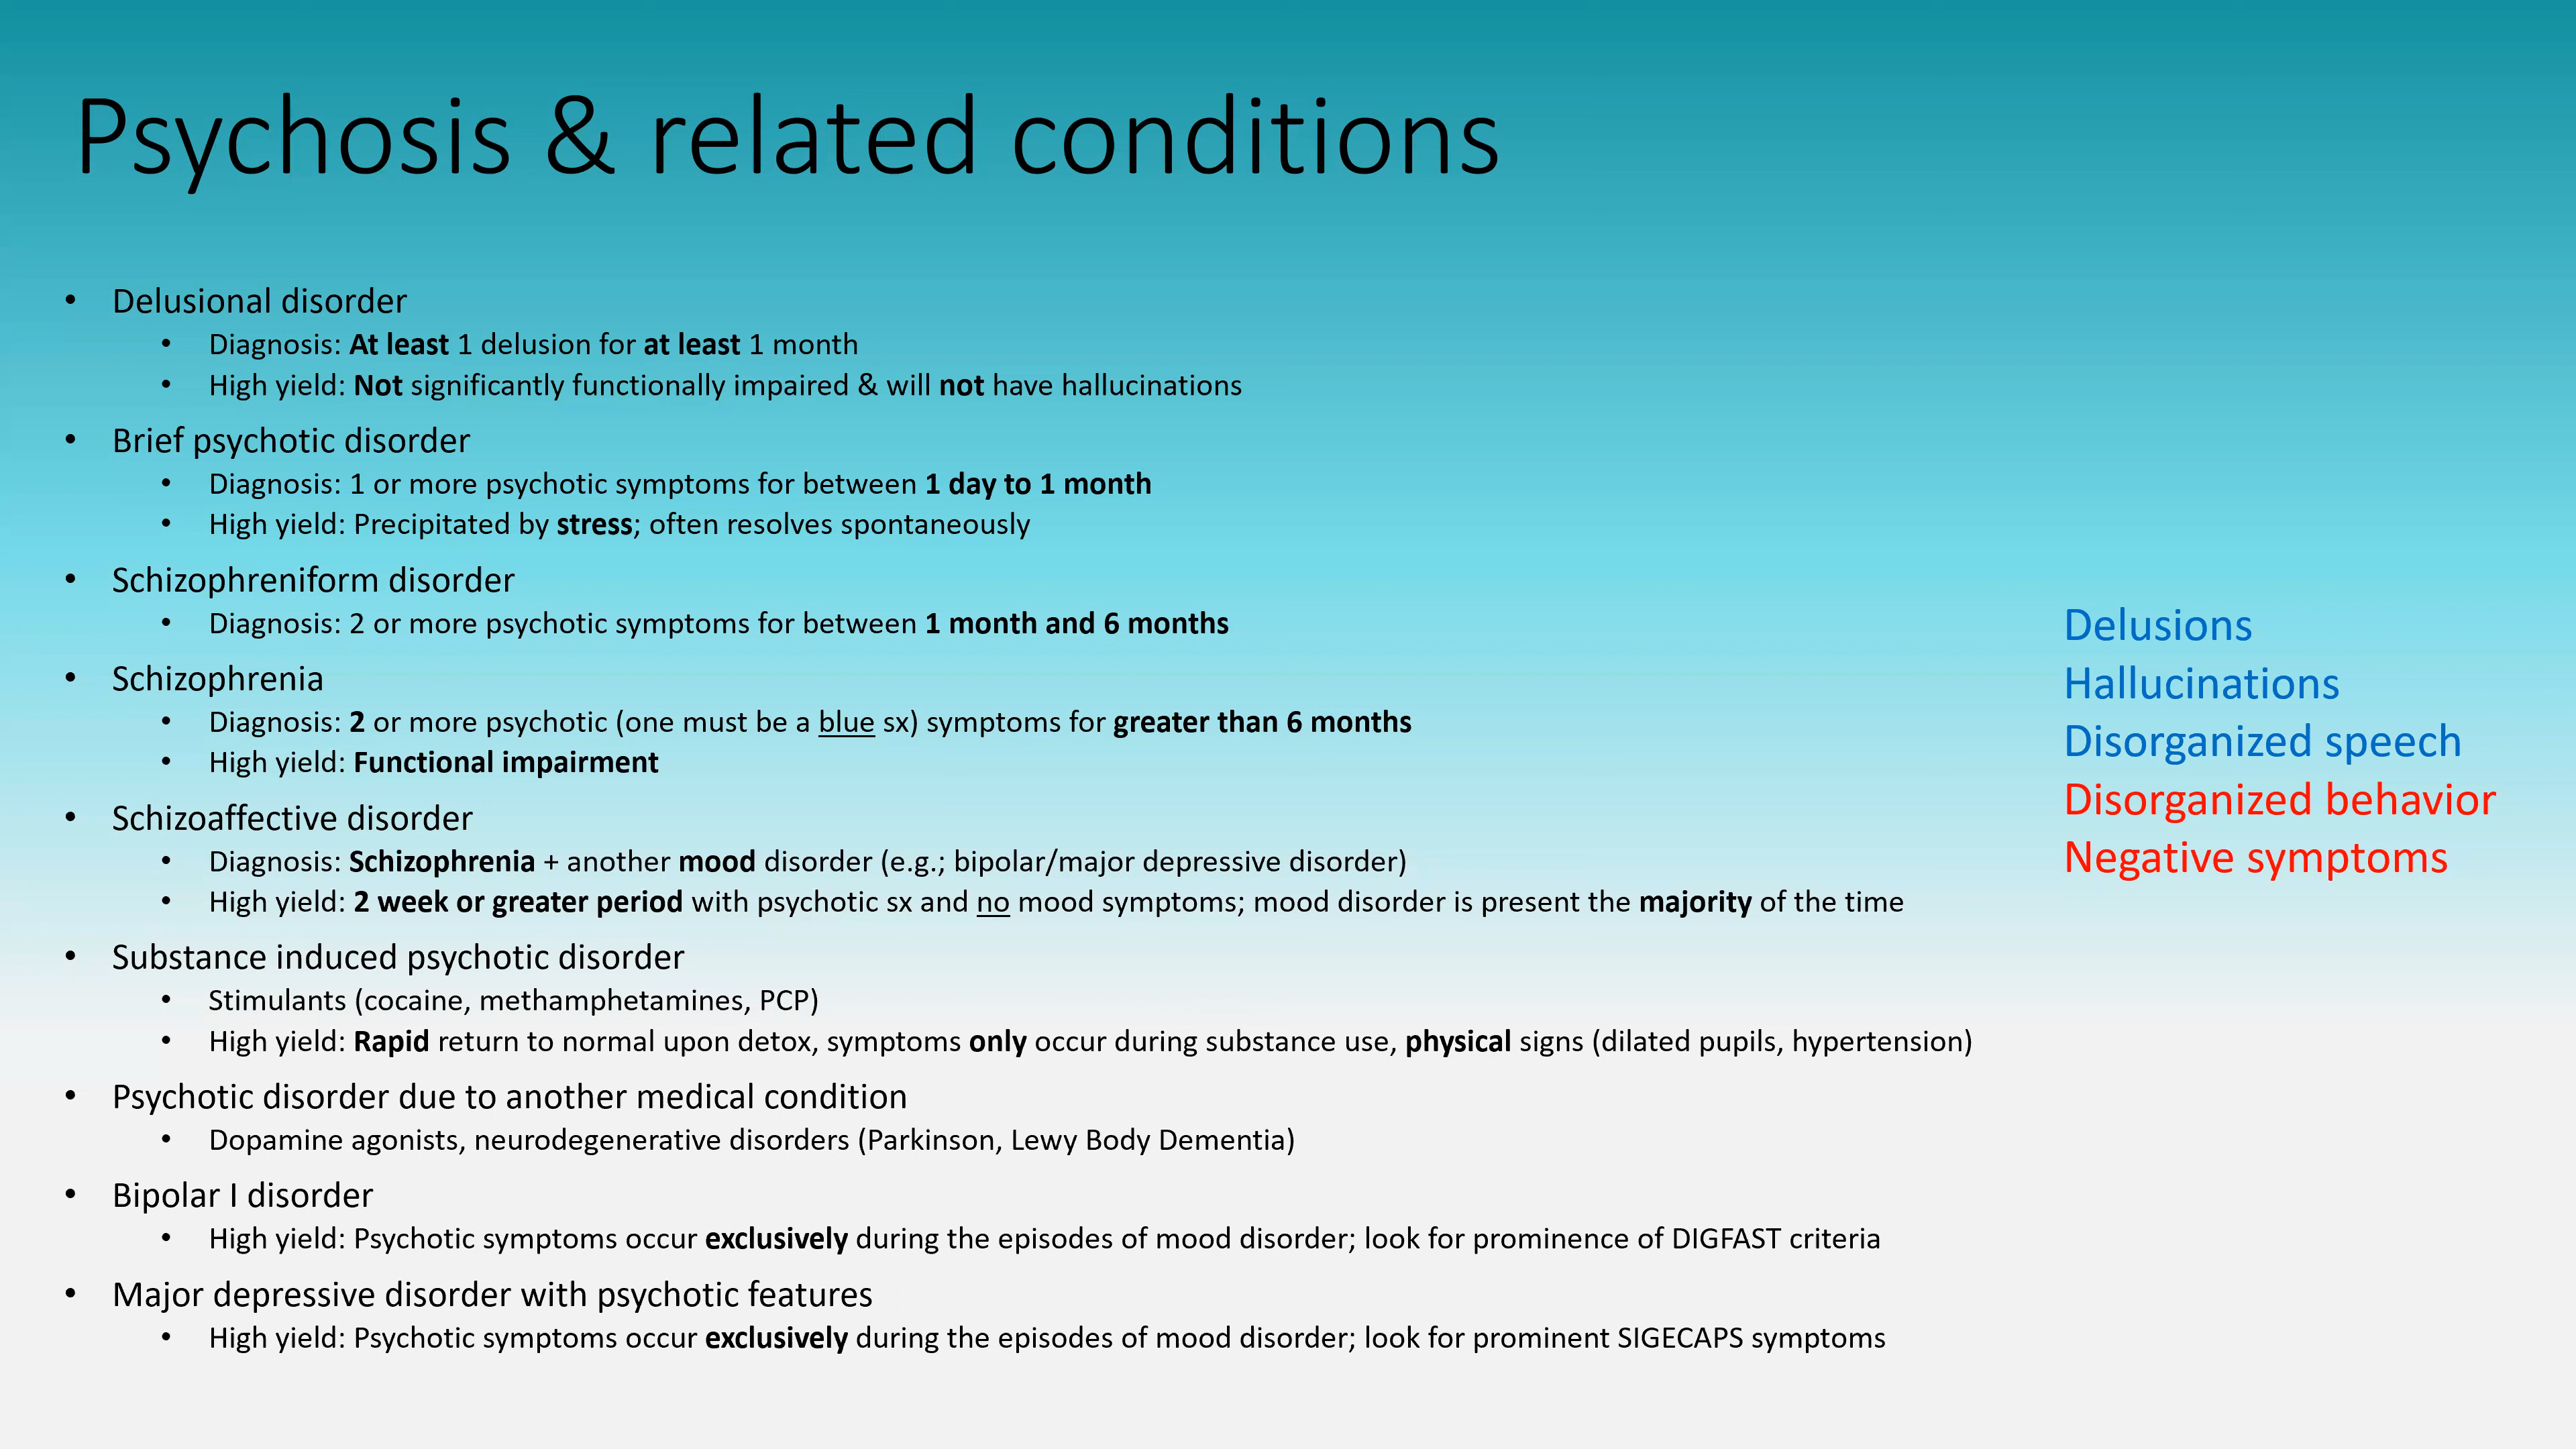 Psychosis & related conditions
• Delusional disorder
• Diagnosis: At least 1 delusion for at least 1 month
• High yield: Not significantly functionally impaired & will not have hallucinations
• Brief psychotic disorder
• Diagnosis: 1 or more psychotic symptoms for between 1 day to 1 month
• High yield: Precipitated by stress; often resolves spontaneously
• Schizophreniform disorder
• Diagnosis: 2 or more psychotic symptoms for between 1 month and 6 months
• Schizophrenia
• Diagnosis: 2 or more psychotic (one must be a blue sx) symptoms for greater than 6 months
• High yield: Functional impairment
• Schizoaffective disorder
• Diagnosis: Schizophrenia + another mood disorder (e.g.; bipolar/major depressive disorder)
• High yield: 2 week or greater period with psychotic sx and no mood symptoms; mood disorder is present the majority of the time
• Substance induced psychotic disorder
• Stimulants (cocaine, methamphetamines, PCP)
• High yield: Rapid return to normal upon detox, symptoms only occur during substance use, physical signs (dilated pupils, hypertension)
• Psychotic disorder due to another medical condition
• Dopamine agonists, neurodegenerative disorders (Parkinson, Lewy Body Dementia)
• Bipolar I disorder
• High yield: Psychotic symptoms occur exclusively during the episodes of mood disorder; look for prominence of DIGFAST criteria
• Major depressive disorder with psychotic features
• High yield: Psychotic symptoms occur exclusively during the episodes of mood disorder; look for prominent SIGECAPS symptoms
Delusions
Hallucinations
Disorganized speech
Disorganized behavior
Negative symptoms